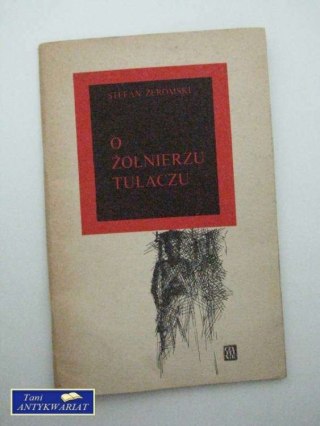 STEFAN ŻEROMSKI
O
ŻOŁNIERZU
TUŁACZU
Tani
ANTYKWARIAT